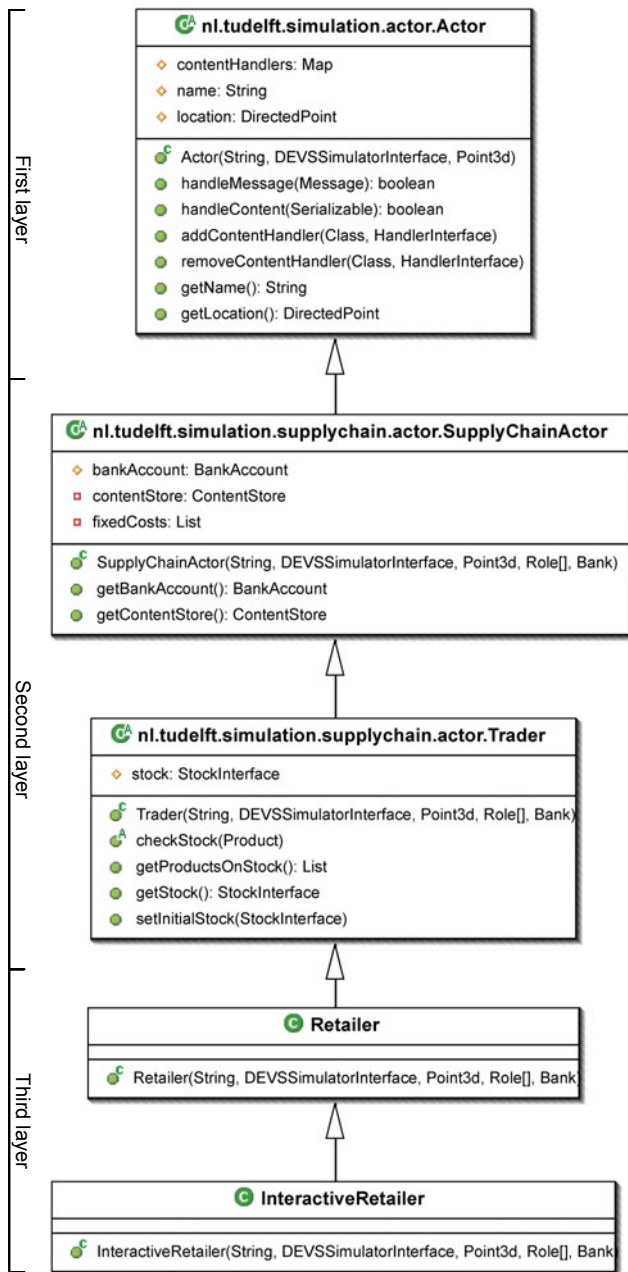 First layer
nl.tudelft.simulation.actor.Actor
contentHandlers: Map
name: String
location: DirectedPoint
Actor(String, DEVSSimulatorInterface, Point3d)
handleMessage(Message): boolean
handleContent(Serializable): boolean
addContentHandler(Class, HandlerInterface)
removeContentHandler(Class, HandlerInterface)
getName(): String
getLocation(): DirectedPoint
Second layer
nl.tudelft.simulation.supplychain.actor.SupplyChainActor
bankAccount: BankAccount
contentStore: ContentStore
fixedCosts: List
SupplyChainActor(String, DEVSSimulatorInterface, Point3d, Role[], Bank)
getBankAccount(): BankAccount
getContentStore(): ContentStore
nl.tudelft.simulation.supplychain.actor.Trader
stock: StockInterface
Trader(String, DEVSSimulatorInterface, Point3d, Role[], Bank)
checkStock(Product)
getProductsOnStock(): List
getStock(): StockInterface
setInitialStock(StockInterface)
Third layer
Retailer
Retailer(String, DEVSSimulatorInterface, Point3d, Role[], Bank)
InteractiveRetailer
InteractiveRetailer(String, DEVSSimulatorInterface, Point3d, Role[], Bank)